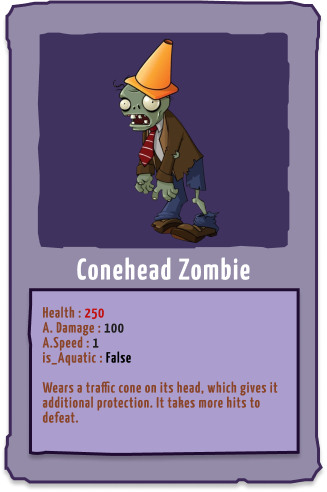 Conehead Zombie
Health : 250
A. Damage : 100
A.Speed : 1
is_Aquatic : False
Wears a traffic cone on its head, which gives it
additional protection. It takes more hits to
defeat.